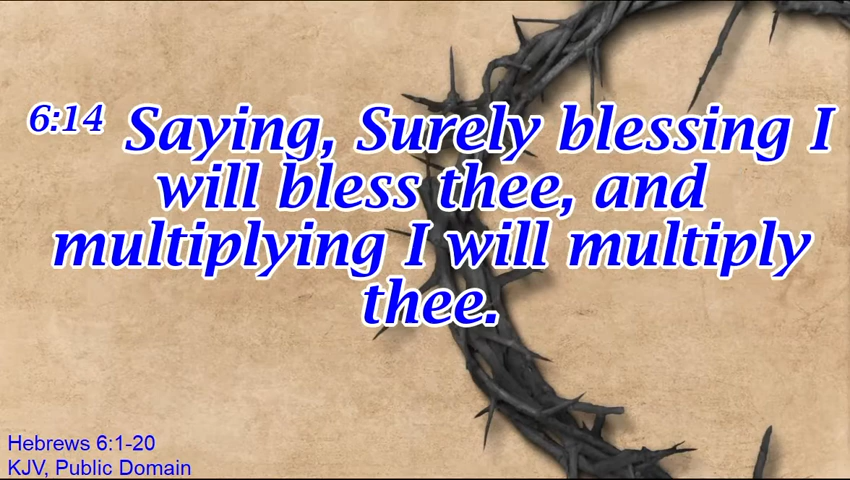 6:14 Saying, Surely blessing I
will bless thee, and
multiplying I will multiply
thee.
Hebrews 6:1-20
KJV, Public Domain